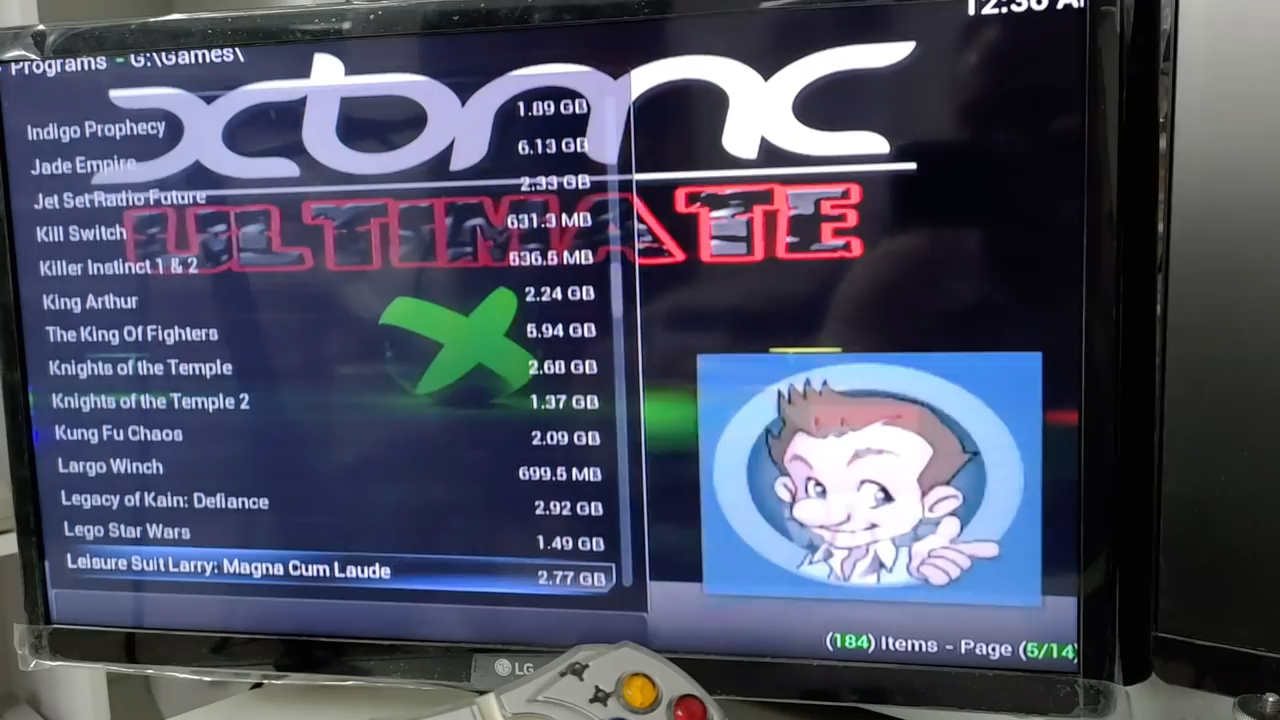 12:36 A
Programs - G:\Games\
xbmc
ULTIMATE
Indigo Prophecy 1.89 GB
Jade Empire 6.13 GB
Jet Set Radio Future 2.33 GB
Kill Switch 631.3 MB
Killer Instinct 1 & 2 536.5 MB
King Arthur 2.24 GB
The King Of Fighters 5.94 GB
Knights of the Temple 2.68 GB
Knights of the Temple 2 1.37 GB
Kung Fu Chaos 2.09 GB
Largo Winch 699.5 MB
Legacy of Kain: Defiance 2.92 GB
Lego Star Wars 1.49 GB
Leisure Suit Larry: Magna Cum Laude 2.77 GB
(184) Items - Page (5/14)
LG